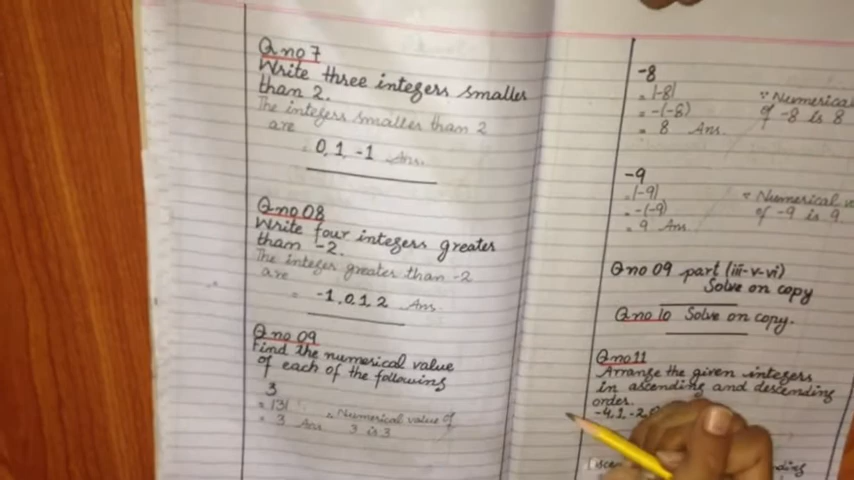 Q no 7
Write three integers smaller
than 2.
The integers smaller than 2
are
0, 1, -1 Ans.
Q no 08
Write four integers greater
than -2.
The integer greater than -2
are
= -1, 0, 1, 2 Ans.
Q no 09
Find the numerical value
of each of the following
3
= |3|
= 3 Ans
∵ Numerical value of
3 is 3
-8
= |-8|
= -(-8)
= 8 Ans.
∵ Numerical
of -8 is 8
-9
= |-9|
= -(-9)
= 9 Ans.
∵ Numerical
of -9 is 9.
Q no 09 part (iii-v-vi)
Solve on copy
Q no 10 Solve on copy.
Q no 11
Arrange the given integers
in ascending and descending
order.
-4, 1, -2,